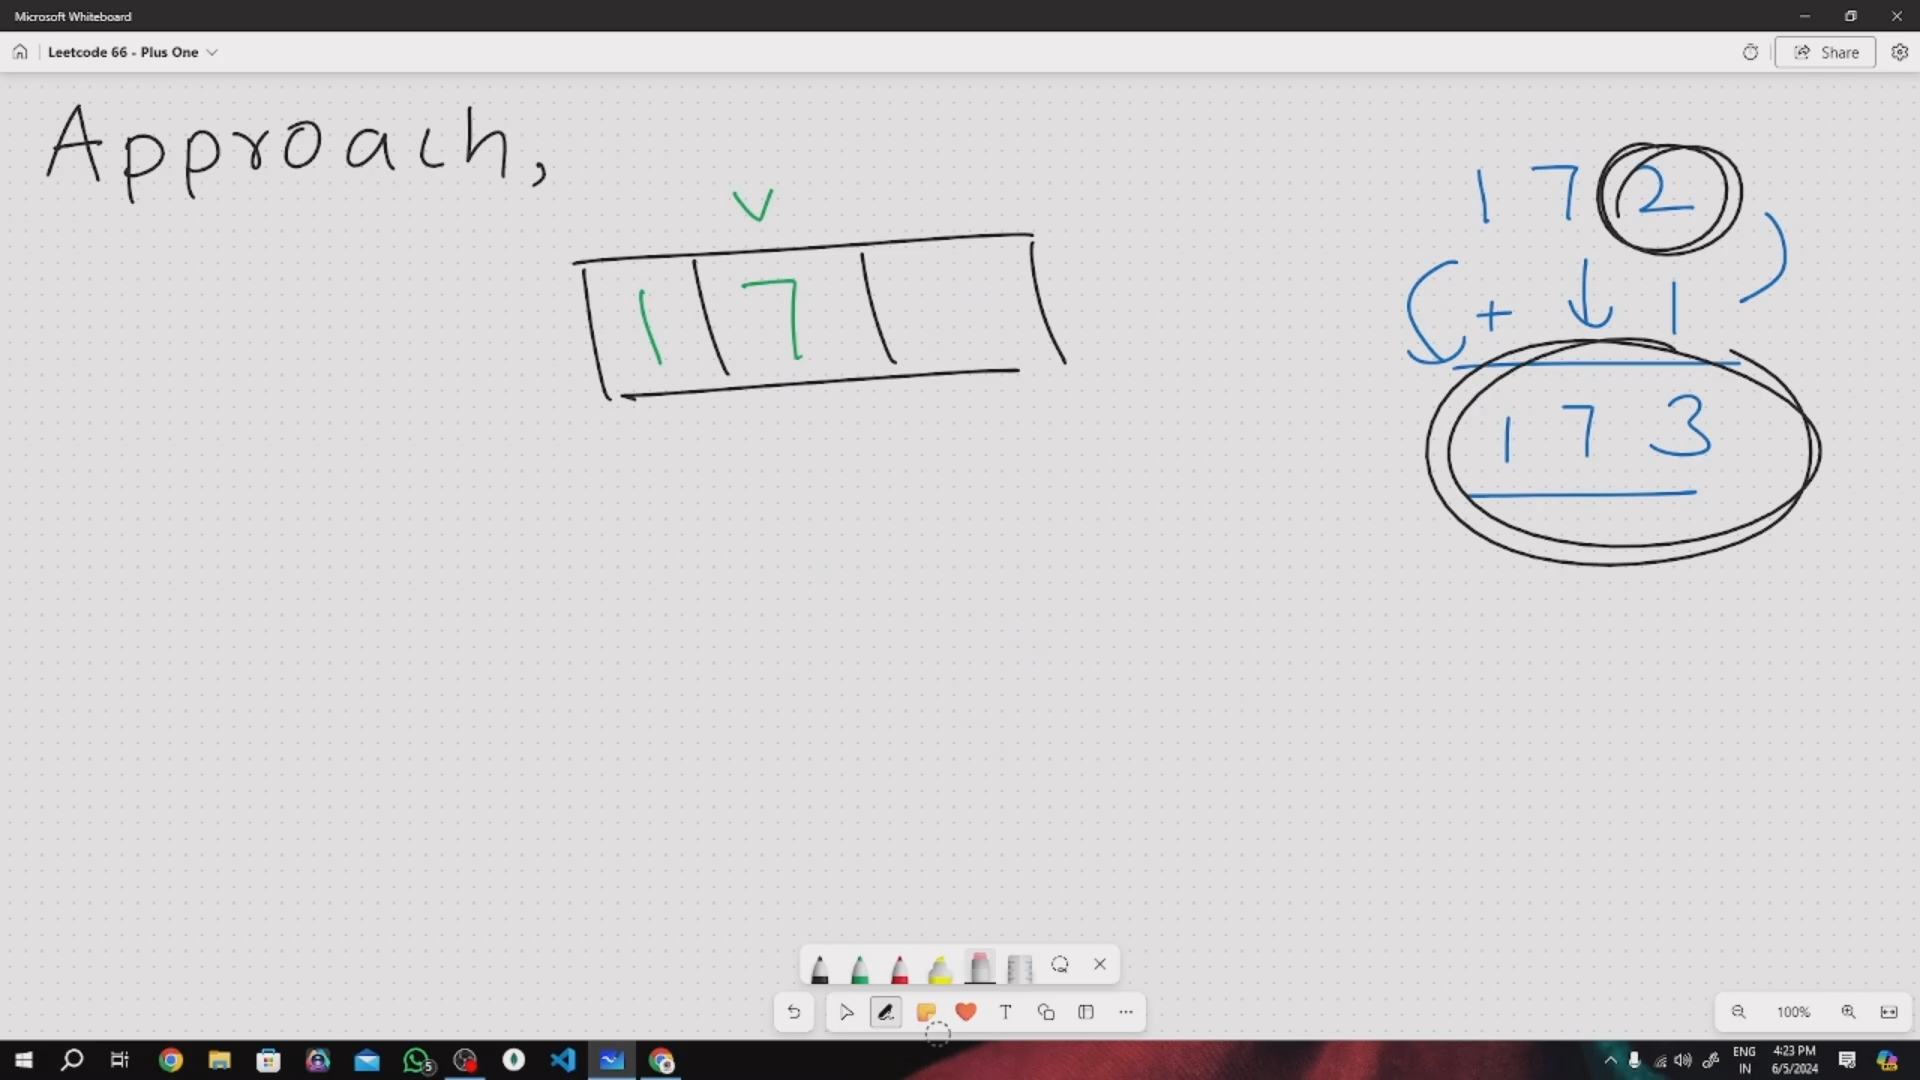 Microsoft Whiteboard
Leetcode 66 - Plus One
Share
Approach,
1 7 2
+ 1
1 7 3
1 7
T
100%
5
ENG
IN
4:23 PM
6/5/2024